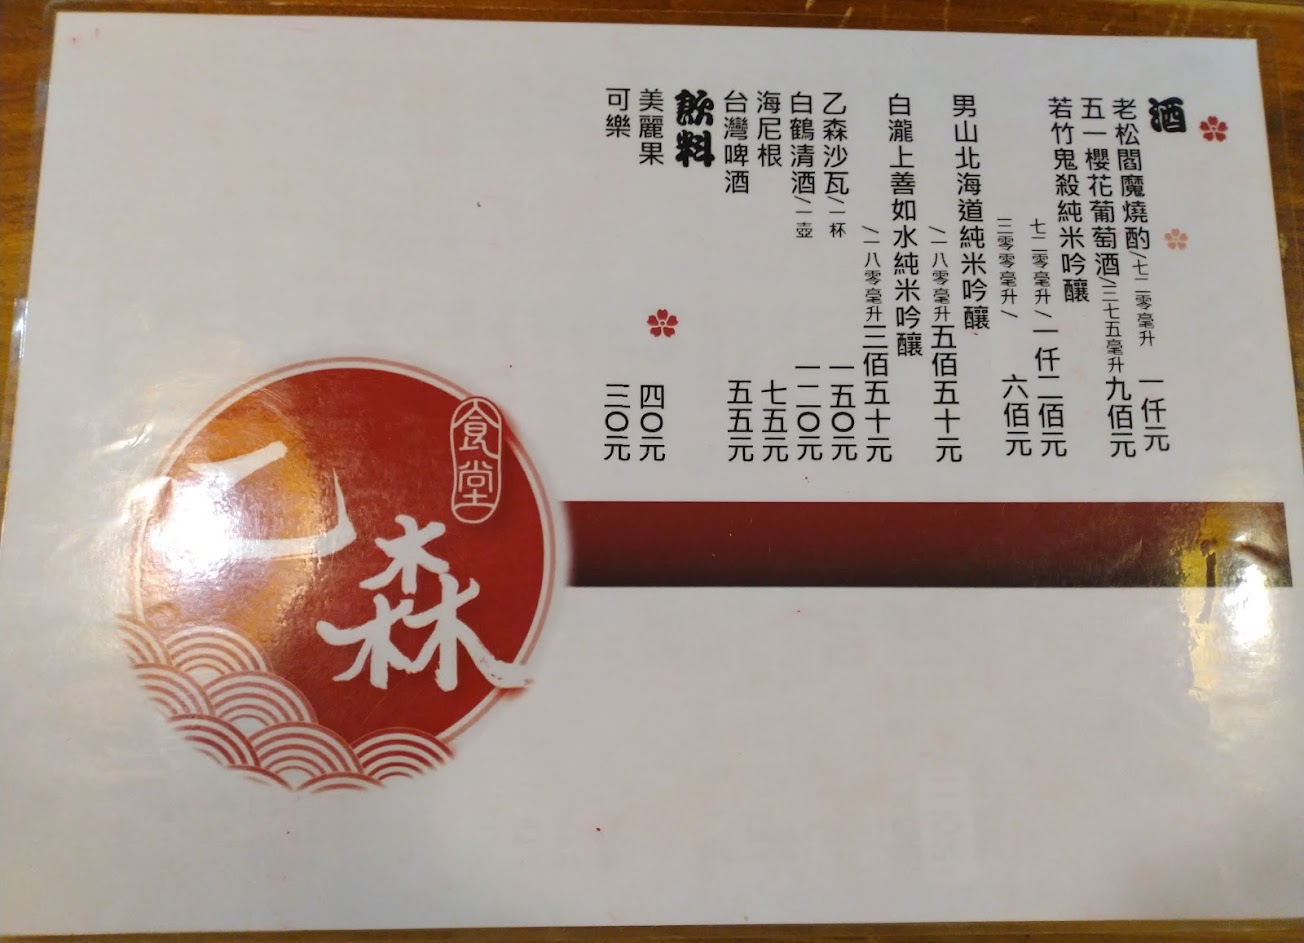 酒
老松閻魔燒酌/七二零毫升 一仟元
五一櫻花葡萄酒/三七五毫升 九佰元
若竹鬼殺純米吟釀
七二零毫升/一仟二佰元
三零零毫升/ 六佰元
男山北海道純米吟釀
/一八零毫升 五佰五十元
白瀧上善如水純米吟釀
/一八零毫升 三佰五十元
乙森沙瓦/一杯 一五〇元
白鶴清酒/一壺 一二〇元
海尼根 七五元
台灣啤酒 五五元
飲料
美麗果 四〇元
可樂 三〇元
食堂
乙森